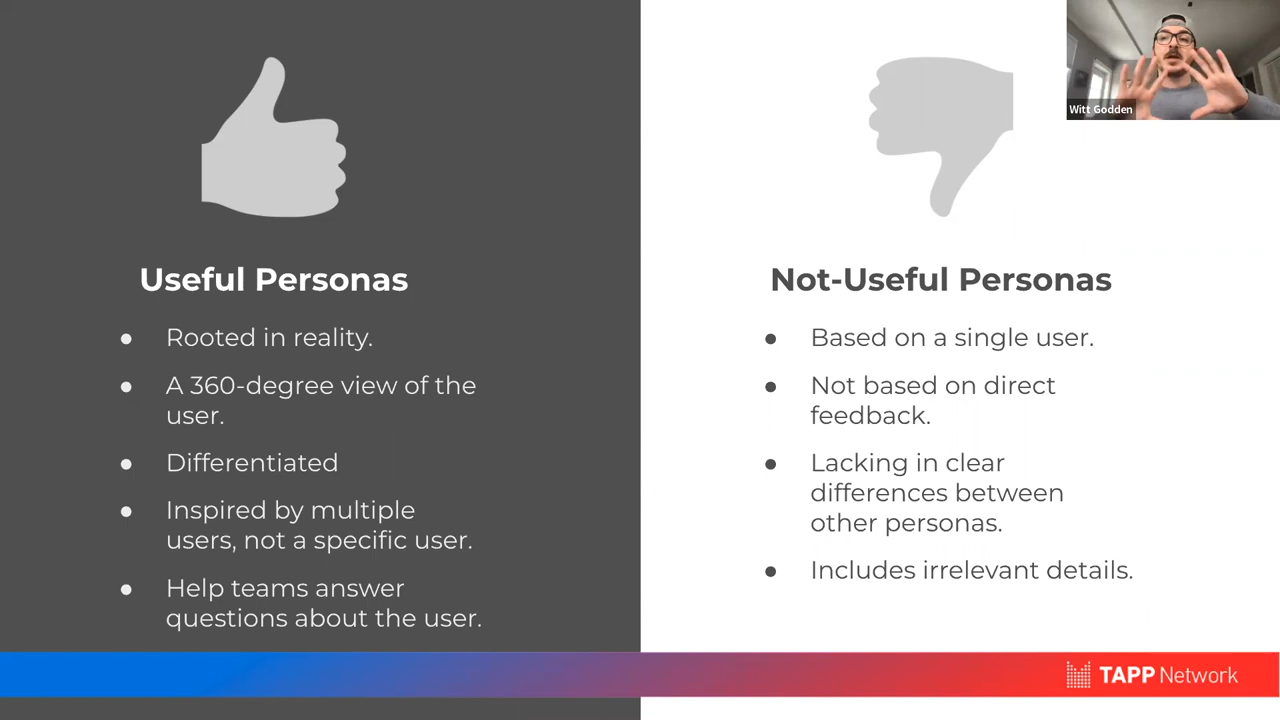 Witt Godden
Useful Personas
● Rooted in reality.
● A 360-degree view of the
user.
● Differentiated
● Inspired by multiple
users, not a specific user.
● Help teams answer
questions about the user.
Not-Useful Personas
● Based on a single user.
● Not based on direct
feedback.
● Lacking in clear
differences between
other personas.
● Includes irrelevant details.
TAPP Network